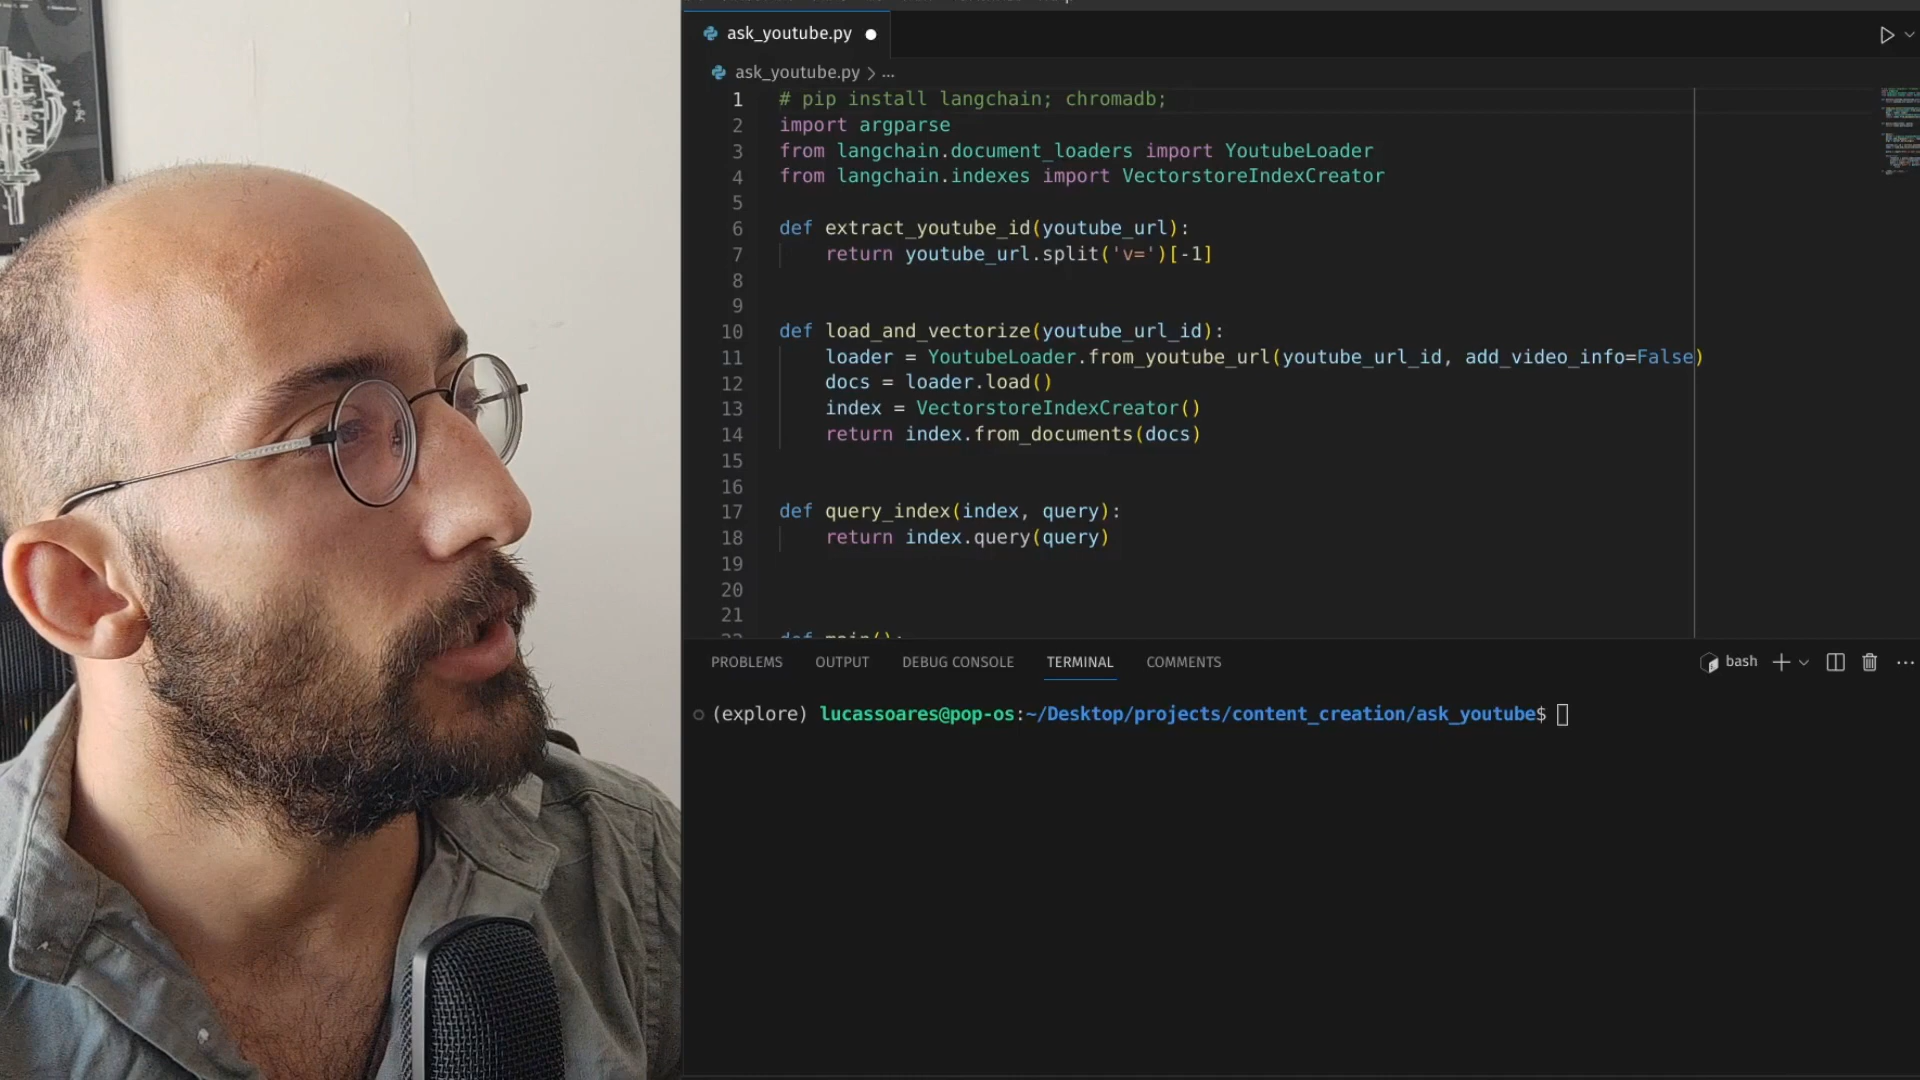 ask_youtube.py
ask_youtube.py > ...
1 # pip install langchain; chromadb;
2 import argparse
3 from langchain.document_loaders import YoutubeLoader
4 from langchain.indexes import VectorstoreIndexCreator
5
6 def extract_youtube_id(youtube_url):
7 return youtube_url.split('v=')[-1]
8
9
10 def load_and_vectorize(youtube_url_id):
11 loader = YoutubeLoader.from_youtube_url(youtube_url_id, add_video_info=False)
12 docs = loader.load()
13 index = VectorstoreIndexCreator()
14 return index.from_documents(docs)
15
16
17 def query_index(index, query):
18 return index.query(query)
19
20
21
22 def main():
PROBLEMS OUTPUT DEBUG CONSOLE TERMINAL COMMENTS bash
(explore) lucassoares@pop-os:~/Desktop/projects/content_creation/ask_youtube$